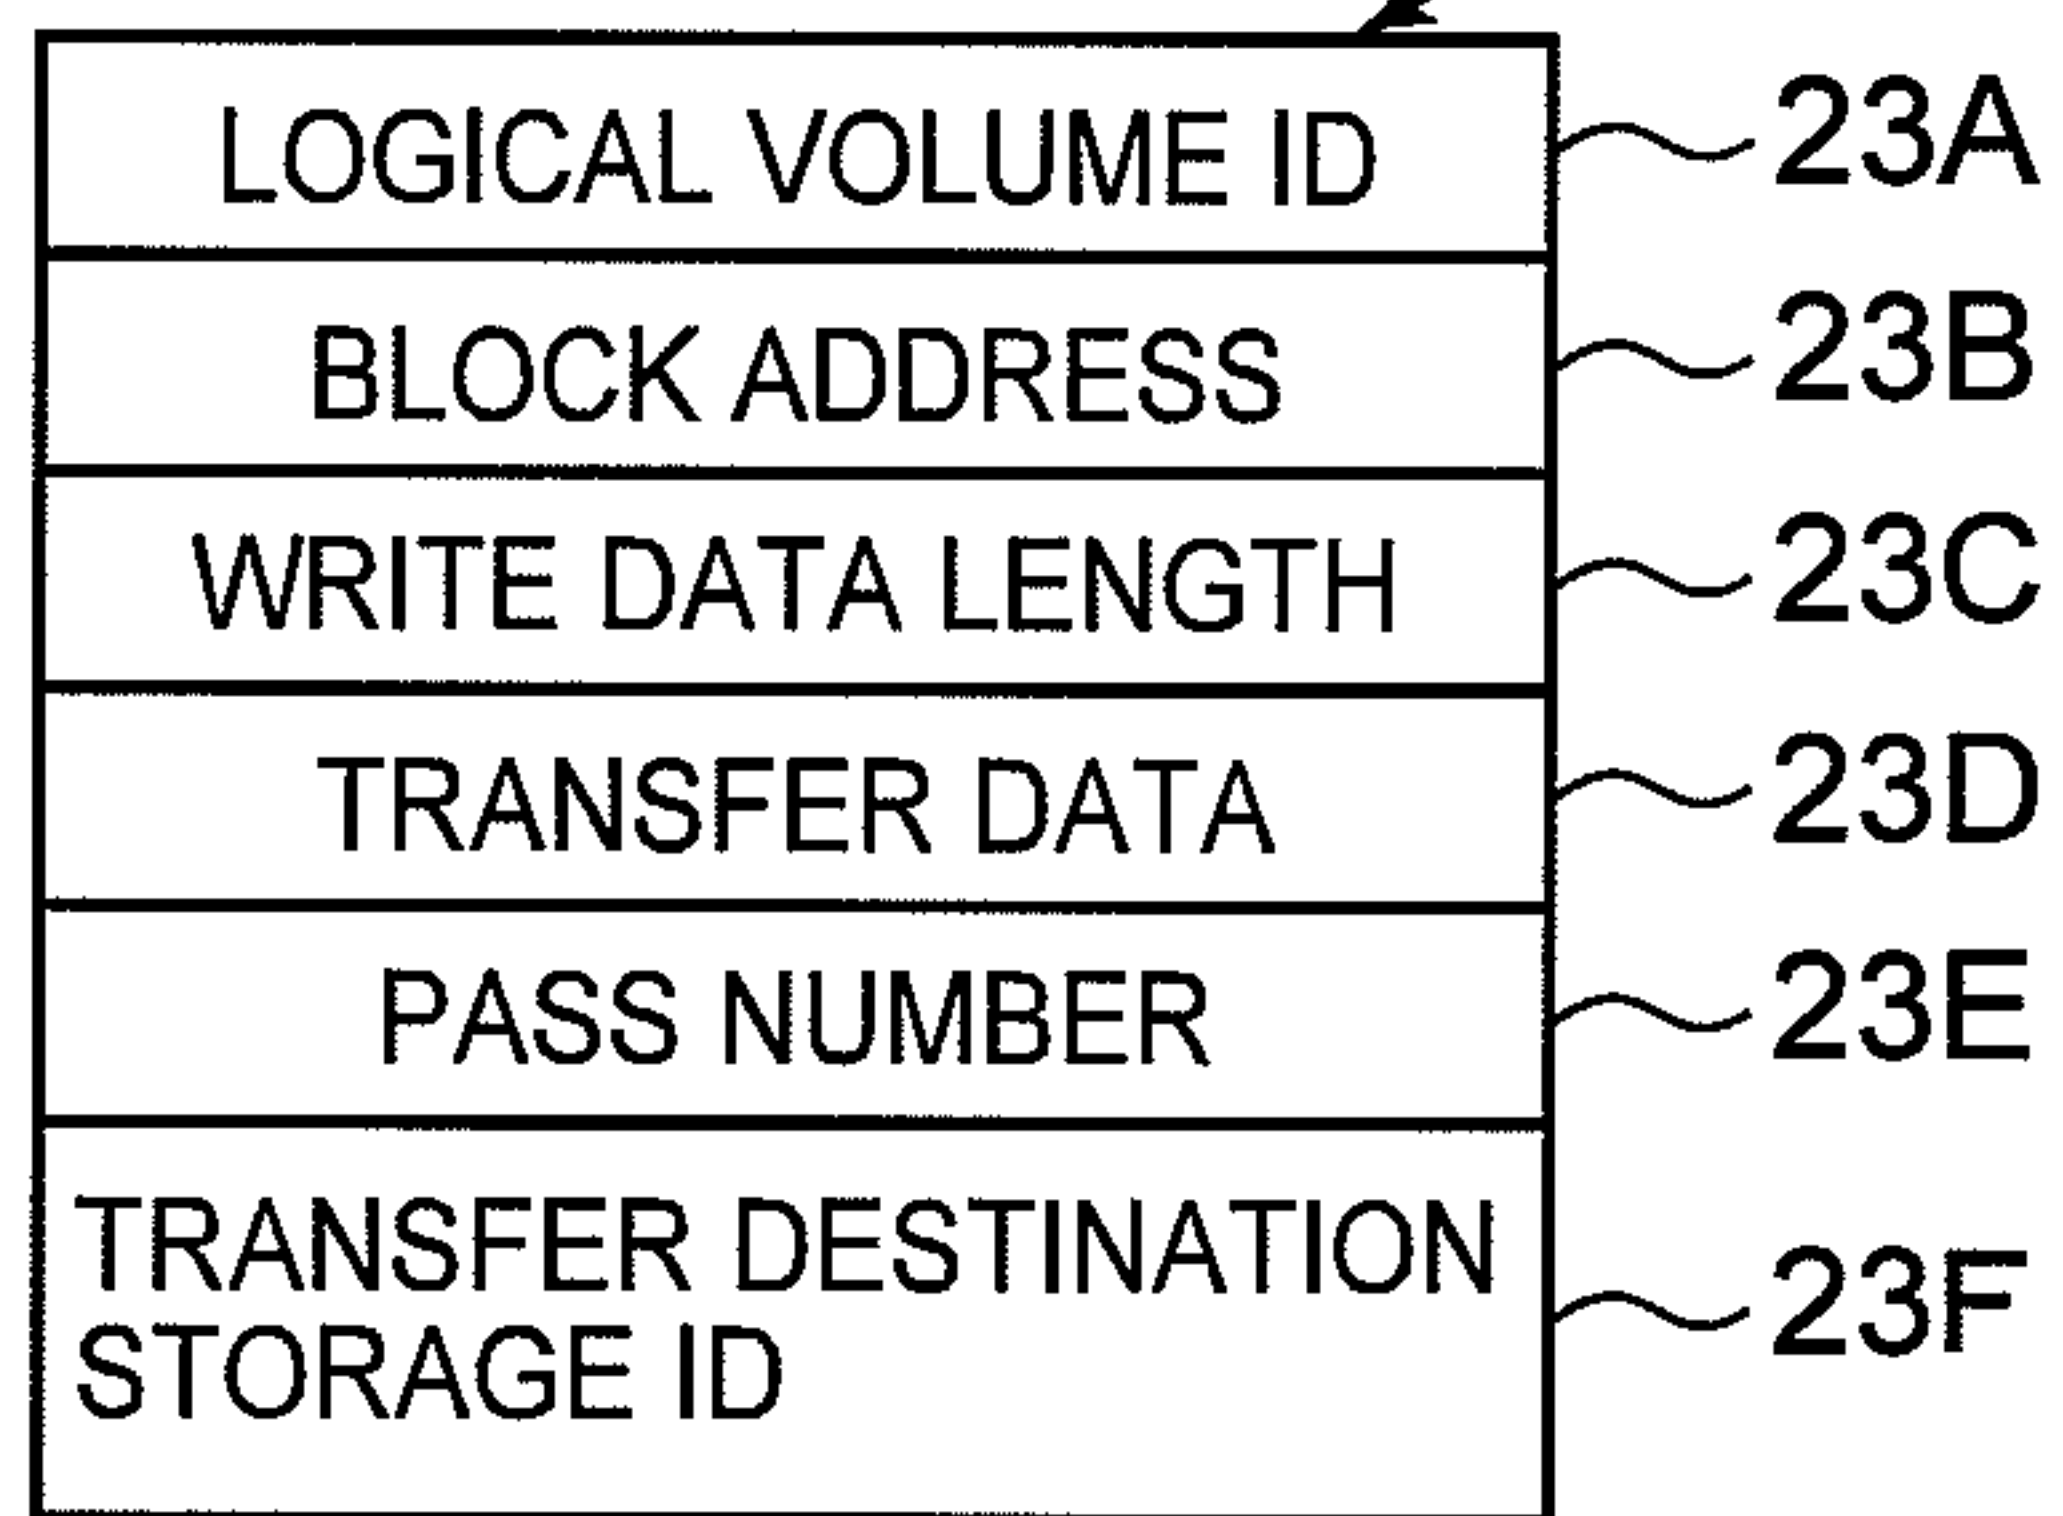 LOGICAL VOLUME ID 23A
BLOCK ADDRESS 23B
WRITE DATA LENGTH 23C
TRANSFER DATA 23D
PASS NUMBER 23E
TRANSFER DESTINATION
STORAGE ID 23F